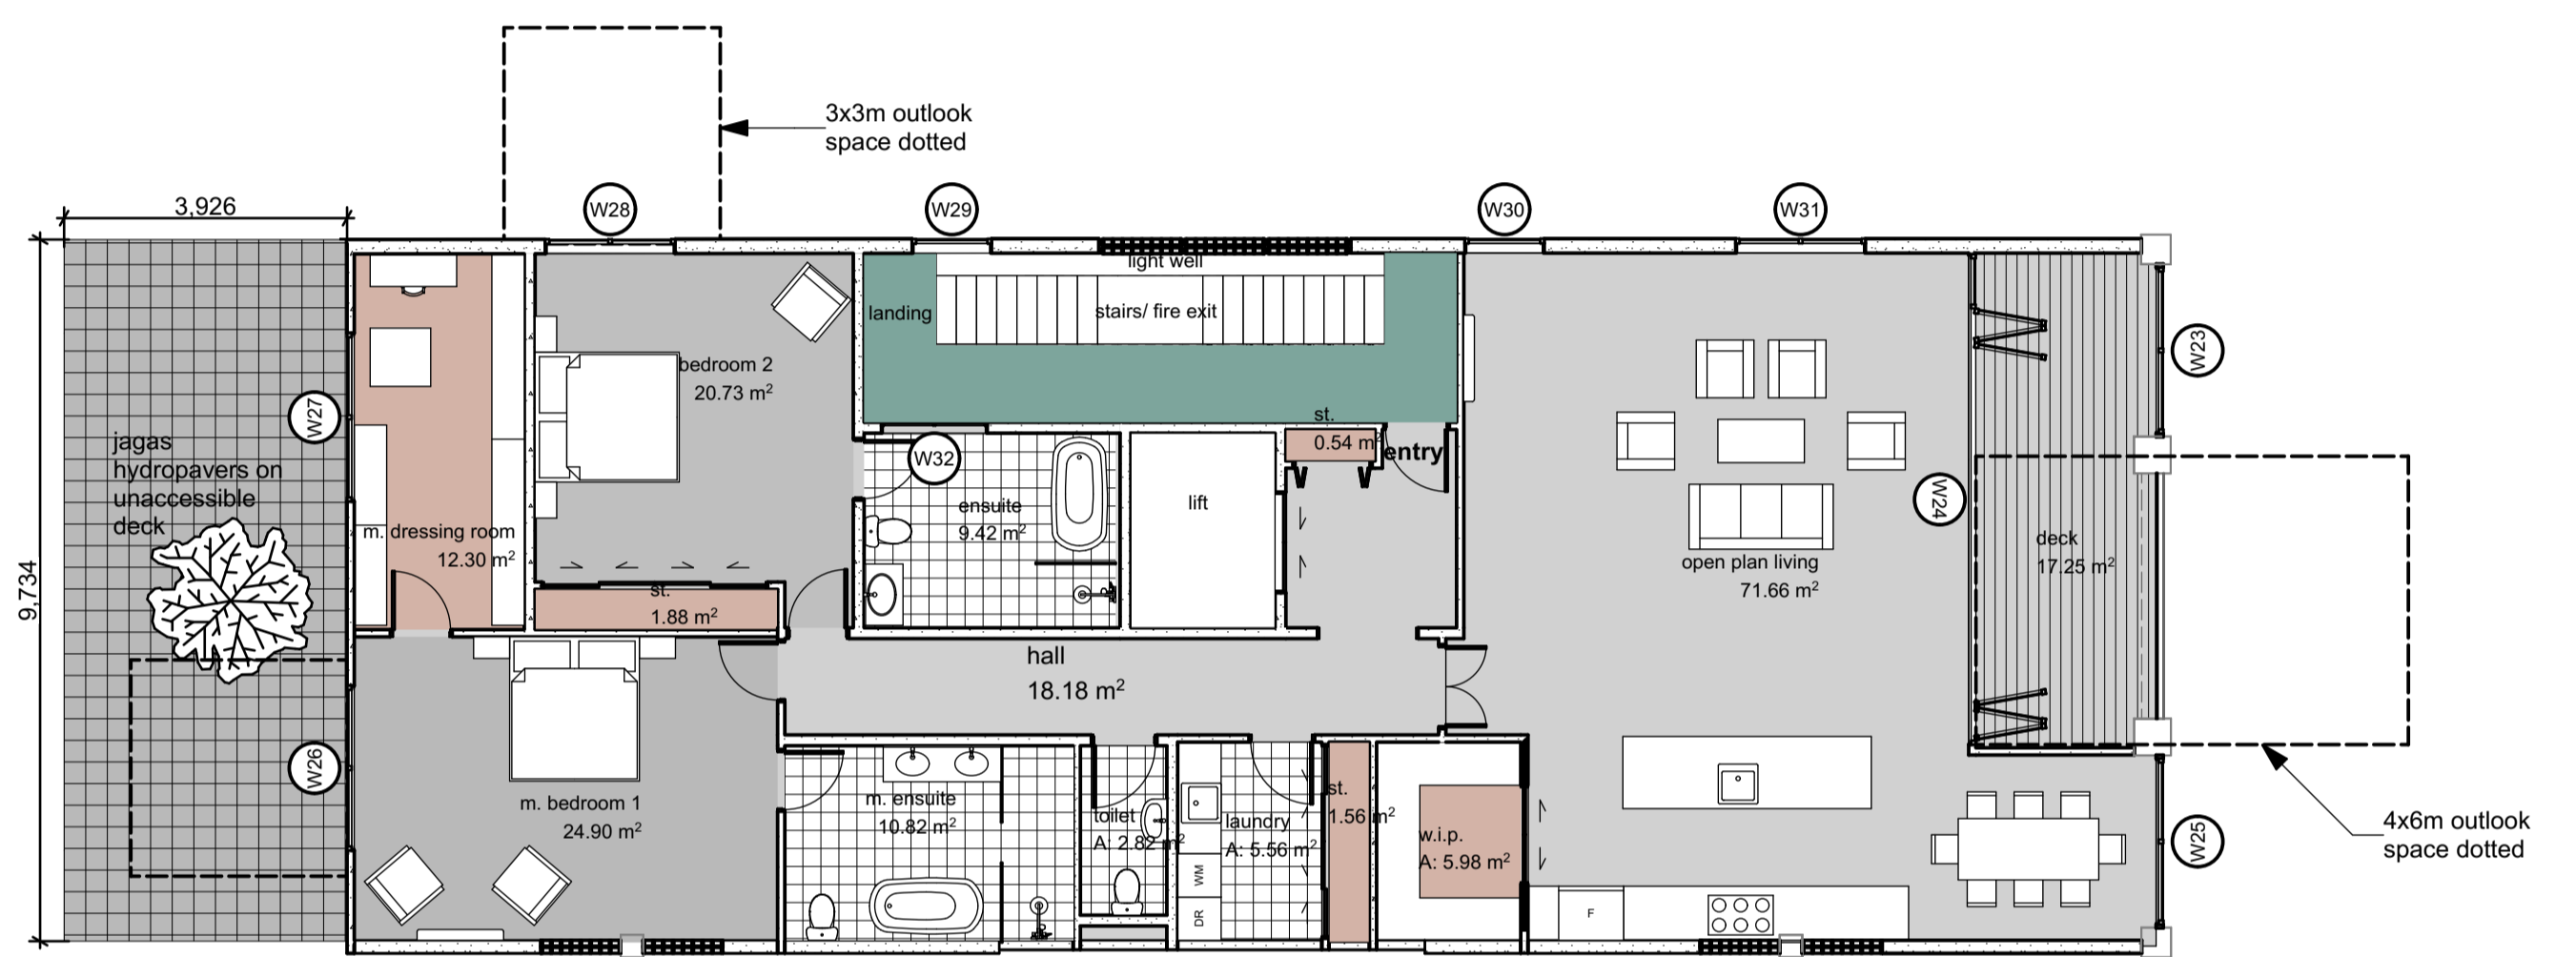 3x3m outlook
space dotted
3,926
W28
W29
W30
W31
light well
landing
stairs/ fire exit
W23
bedroom 2
20.73 m²
W27
st.
0.54 m²
entry
jagas
hydropavers on
unaccessible
deck
W32
ensuite
9.42 m²
lift
W24
m. dressing room
12.30 m²
deck
17.25 m²
open plan living
71.66 m²
9,734
st.
1.88 m²
hall
18.18 m²
W26
m. bedroom 1
24.90 m²
m. ensuite
10.82 m²
toilet
A: 2.82 m²
laundry
A: 5.56 m²
WM
DR
st.
1.56 m²
w.i.p.
A: 5.98 m²
F
W25
4x6m outlook
space dotted